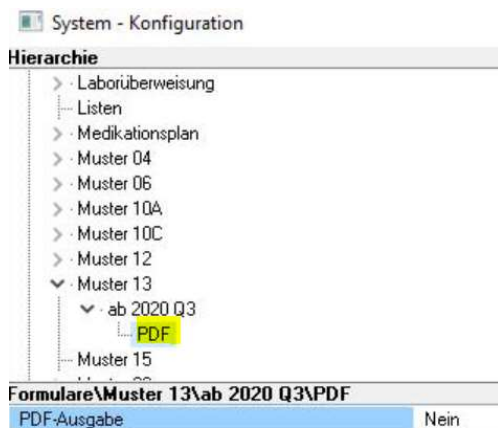 System - Konfiguration
Hierarchie
Laborüberweisung
Listen
Medikationsplan
Muster 04
Muster 06
Muster 10A
Muster 10C
Muster 12
Muster 13
ab 2020 Q3
PDF
Muster 15
Formulare\Muster 13\ab 2020 Q3\PDF
PDF-Ausgabe Nein